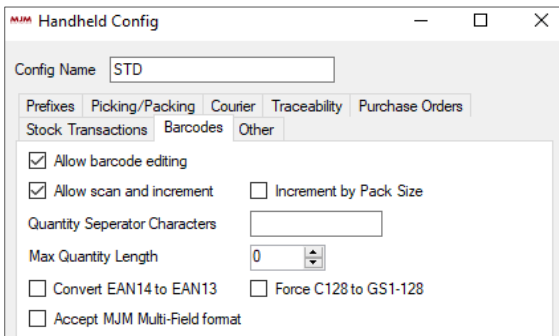 MJM Handheld Config
Config Name STD
Prefixes Picking/Packing Courier Traceability Purchase Orders
Stock Transactions Barcodes Other
Allow barcode editing
Allow scan and increment Increment by Pack Size
Quantity Seperator Characters
Max Quantity Length 0
Convert EAN14 to EAN13 Force C128 to GS1-128
Accept MJM Multi-Field format